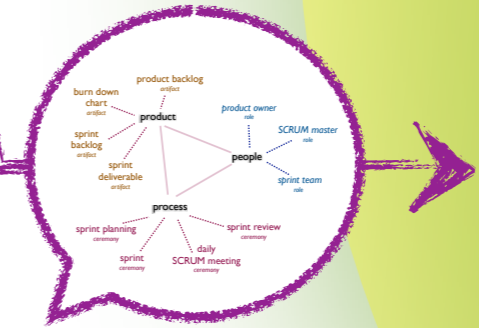 product backlog
artifact
burn down
chart
artifact
product
sprint
backlog
artifact
sprint
deliverable
artifact
product owner
role
SCRUM master
role
people
sprint team
role
process
sprint planning
ceremony
sprint
ceremony
daily
SCRUM meeting
ceremony
sprint review
ceremony